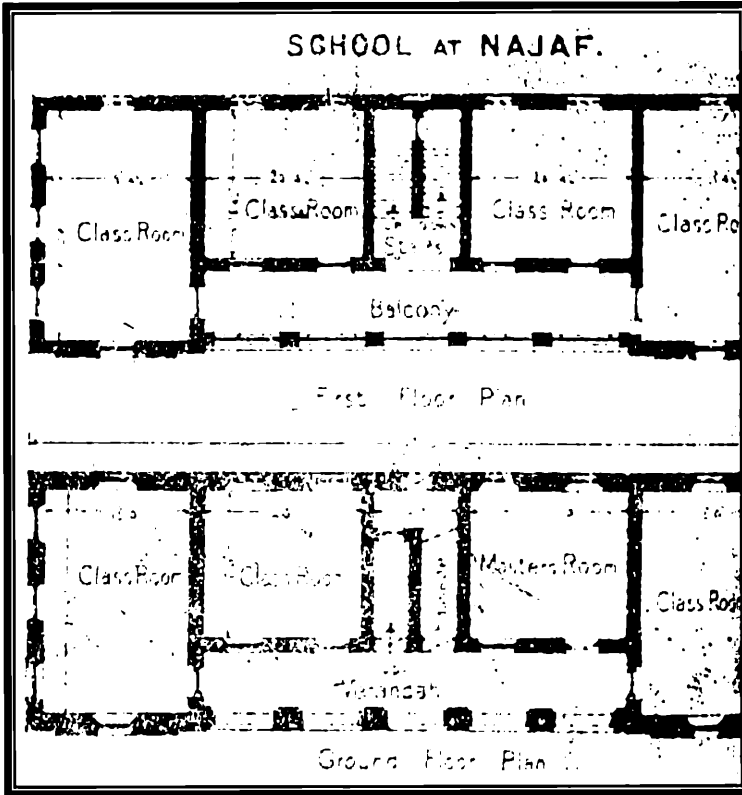 SCHOOL AT NAJAF.
Class Room
Class Room
Class Room
Class Ro
Stairs
Balcony
First Floor Plan
Class Room
Class Room
Masters Room
Class Roo
Verandah
Ground Floor Plan